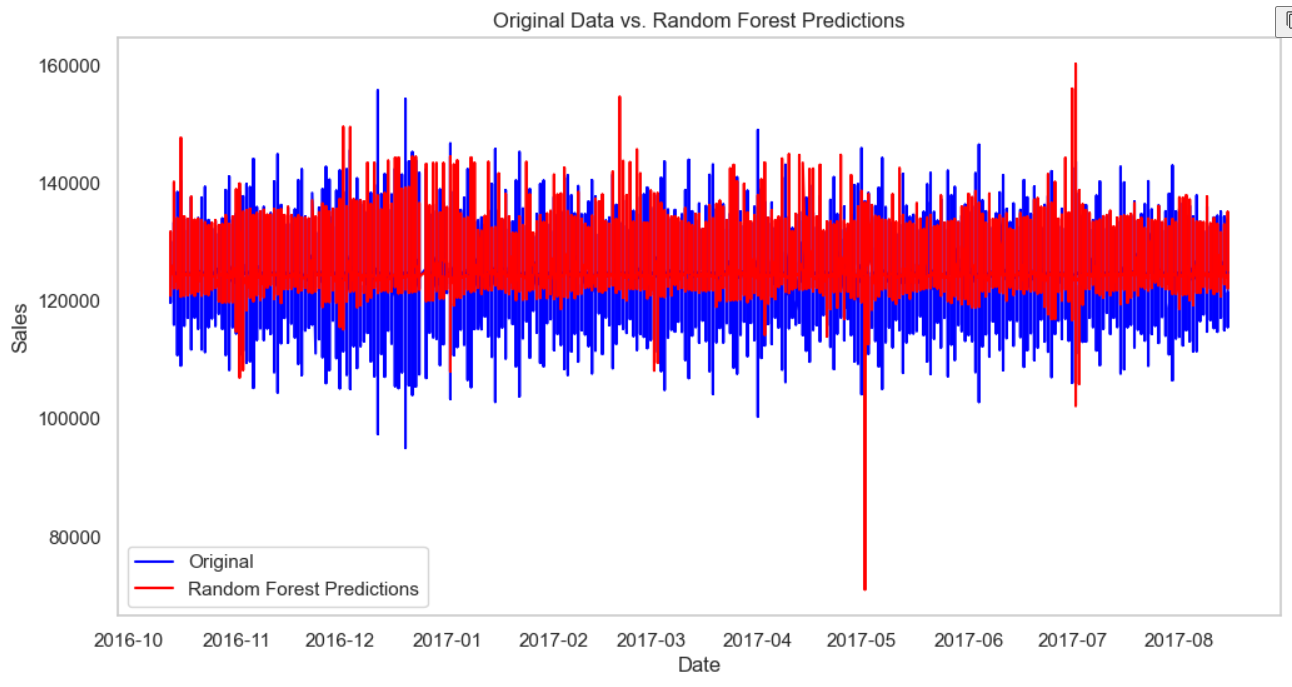 Original Data vs. Random Forest Predictions
160000
140000
120000
100000
80000
Sales
Original
Random Forest Predictions
2016-10 2016-11 2016-12 2017-01 2017-02 2017-03 2017-04 2017-05 2017-06 2017-07 2017-08
Date